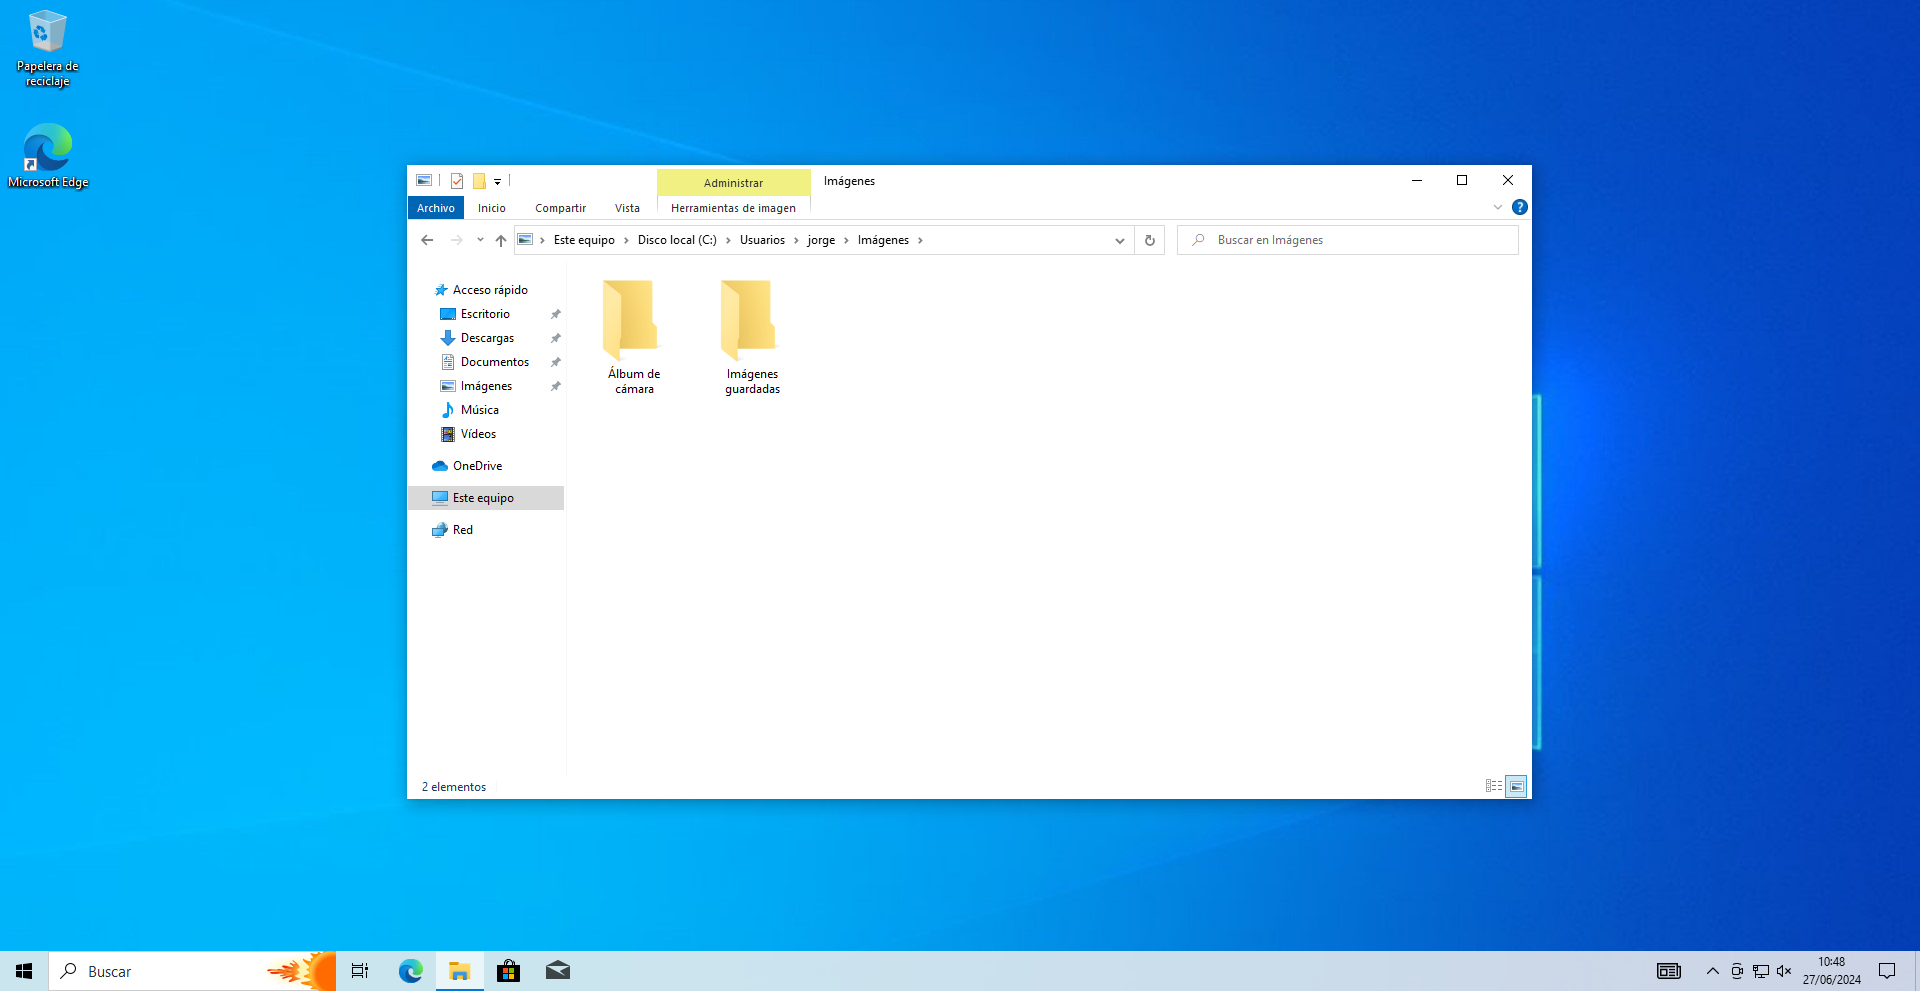 Papelera de
reciclaje
Microsoft Edge
Administrar
Imágenes
Archivo
Inicio
Compartir
Vista
Herramientas de imagen
Este equipo
Disco local (C:)
Usuarios
jorge
Imágenes
Buscar en Imágenes
Acceso rápido
Escritorio
Descargas
Documentos
Imágenes
Música
Vídeos
OneDrive
Este equipo
Red
Álbum de
cámara
Imágenes
guardadas
2 elementos
Buscar
10:48
27/06/2024